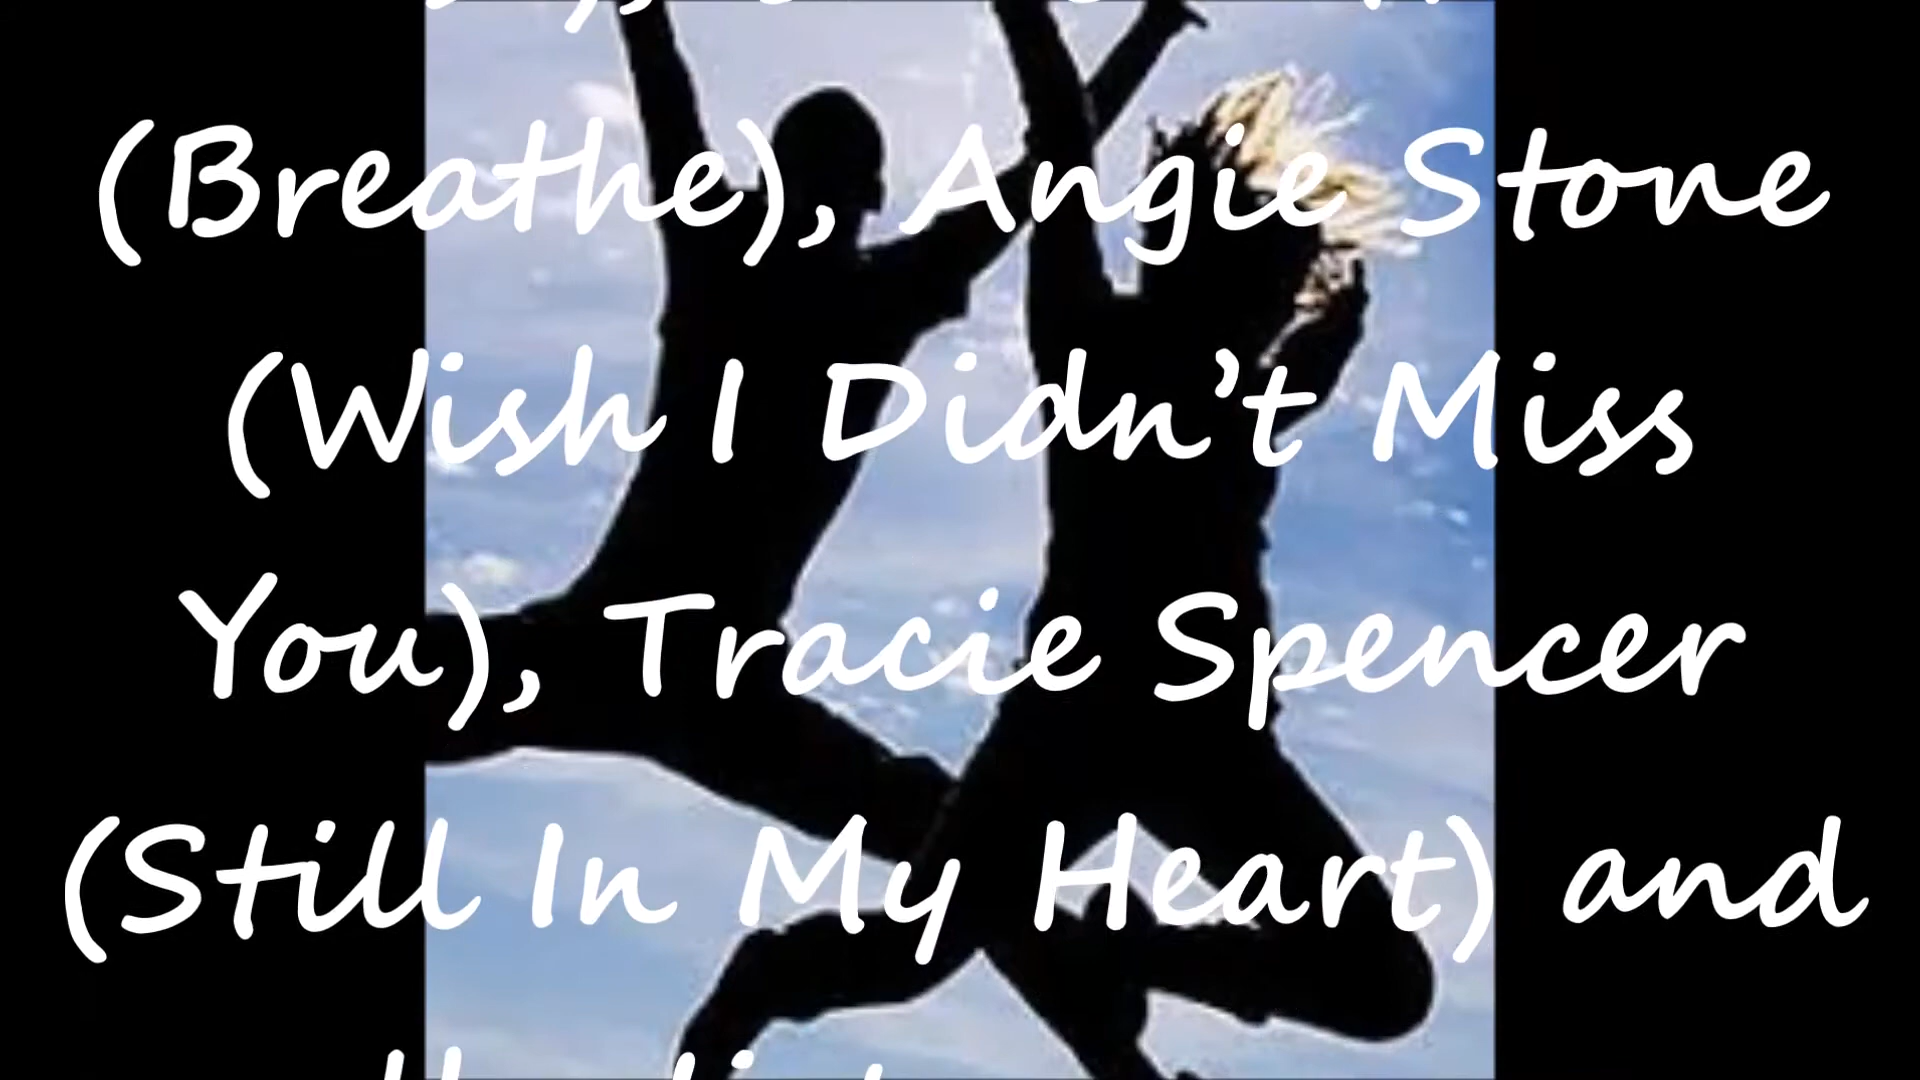 (Breathe), Angie Stone
(Wish I Didn’t Miss
You), Tracie Spencer
(Still In My Heart) and